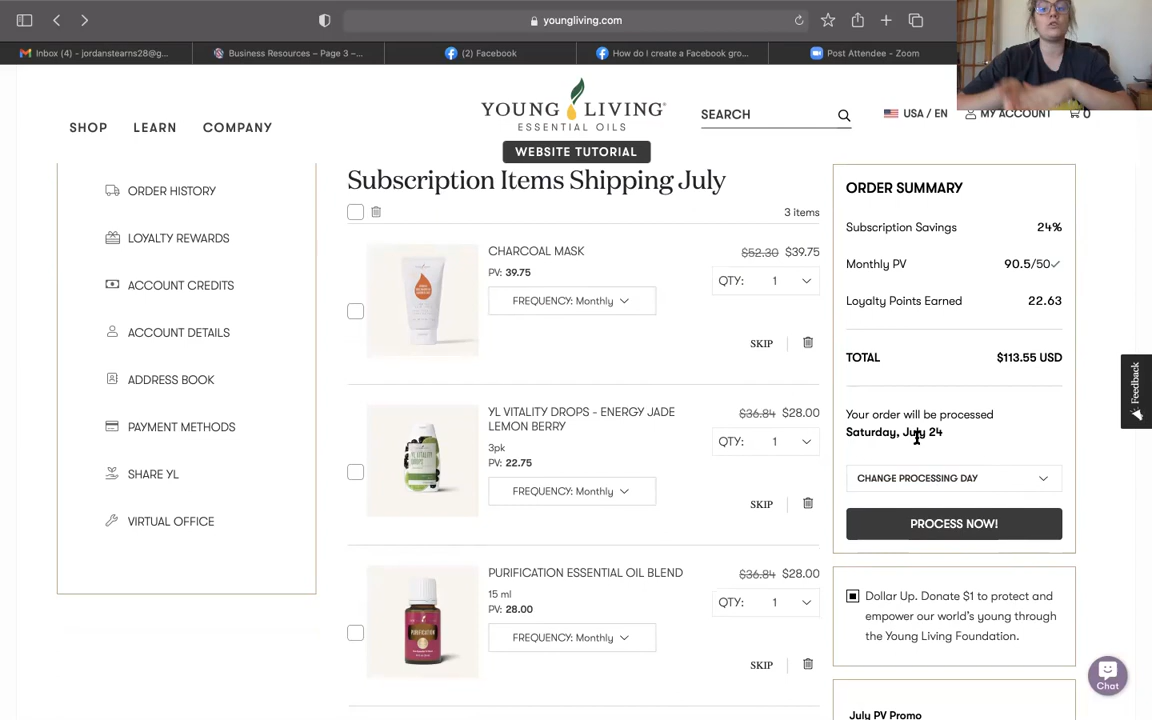 youngliving.com
Inbox (4) - jordanstearns28@g...
Business Resources – Page 3 –...
(2) Facebook
How do I create a Facebook gro...
Post Attendee - Zoom
SHOP
LEARN
COMPANY
YOUNG LIVING
ESSENTIAL OILS
WEBSITE TUTORIAL
SEARCH
USA / EN
MY ACCOUNT
0
ORDER HISTORY
LOYALTY REWARDS
ACCOUNT CREDITS
ACCOUNT DETAILS
ADDRESS BOOK
PAYMENT METHODS
SHARE YL
VIRTUAL OFFICE
Subscription Items Shipping July
3 items
CHARCOAL MASK
$52.30 $39.75
PV: 39.75
QTY: 1
FREQUENCY: Monthly
SKIP
YL VITALITY DROPS - ENERGY JADE
LEMON BERRY
$36.84 $28.00
3pk
PV: 22.75
QTY: 1
FREQUENCY: Monthly
SKIP
PURIFICATION ESSENTIAL OIL BLEND
$36.84 $28.00
15 ml
PV: 28.00
QTY: 1
FREQUENCY: Monthly
SKIP
ORDER SUMMARY
Subscription Savings 24%
Monthly PV 90.5/50
Loyalty Points Earned 22.63
TOTAL $113.55 USD
Your order will be processed
Saturday, July 24
CHANGE PROCESSING DAY
PROCESS NOW!
Dollar Up. Donate $1 to protect and
empower our world's young through
the Young Living Foundation.
July PV Promo
Feedback
Chat